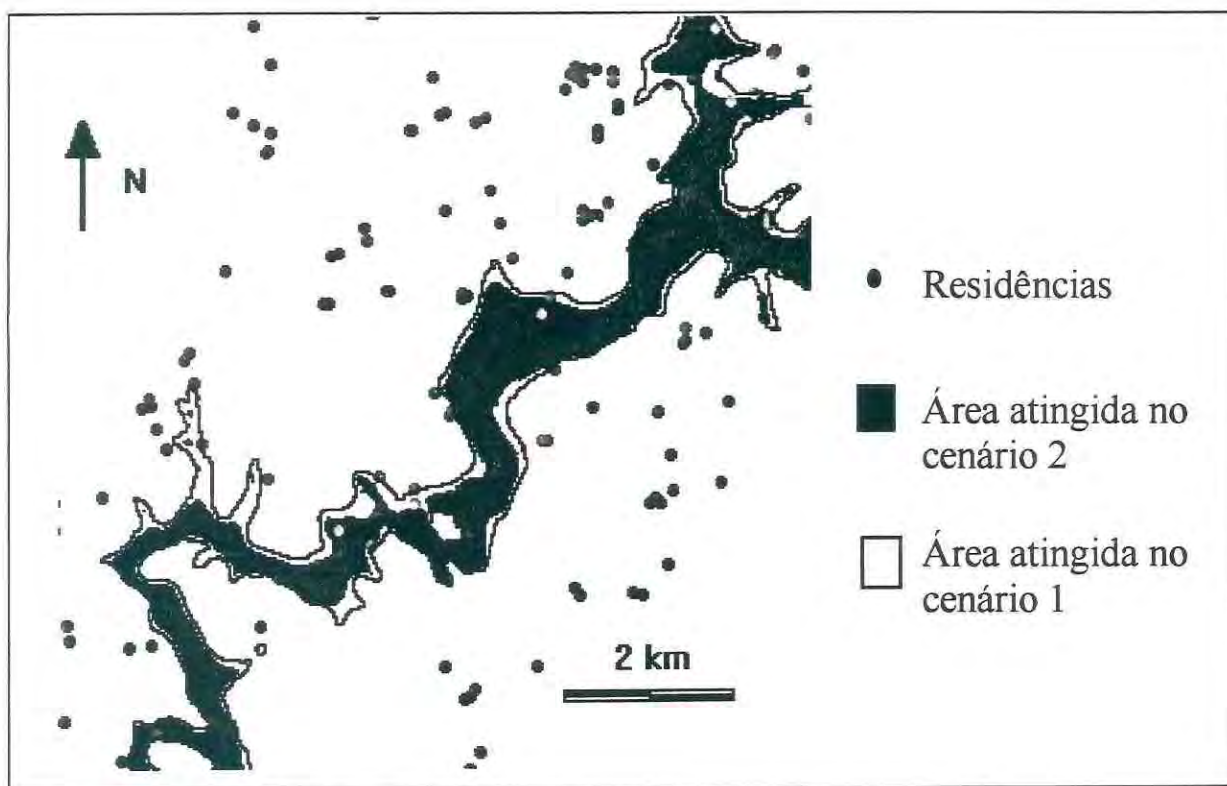 N
Residências
Área atingida no
cenário 2
Área atingida no
cenário 1
2 km